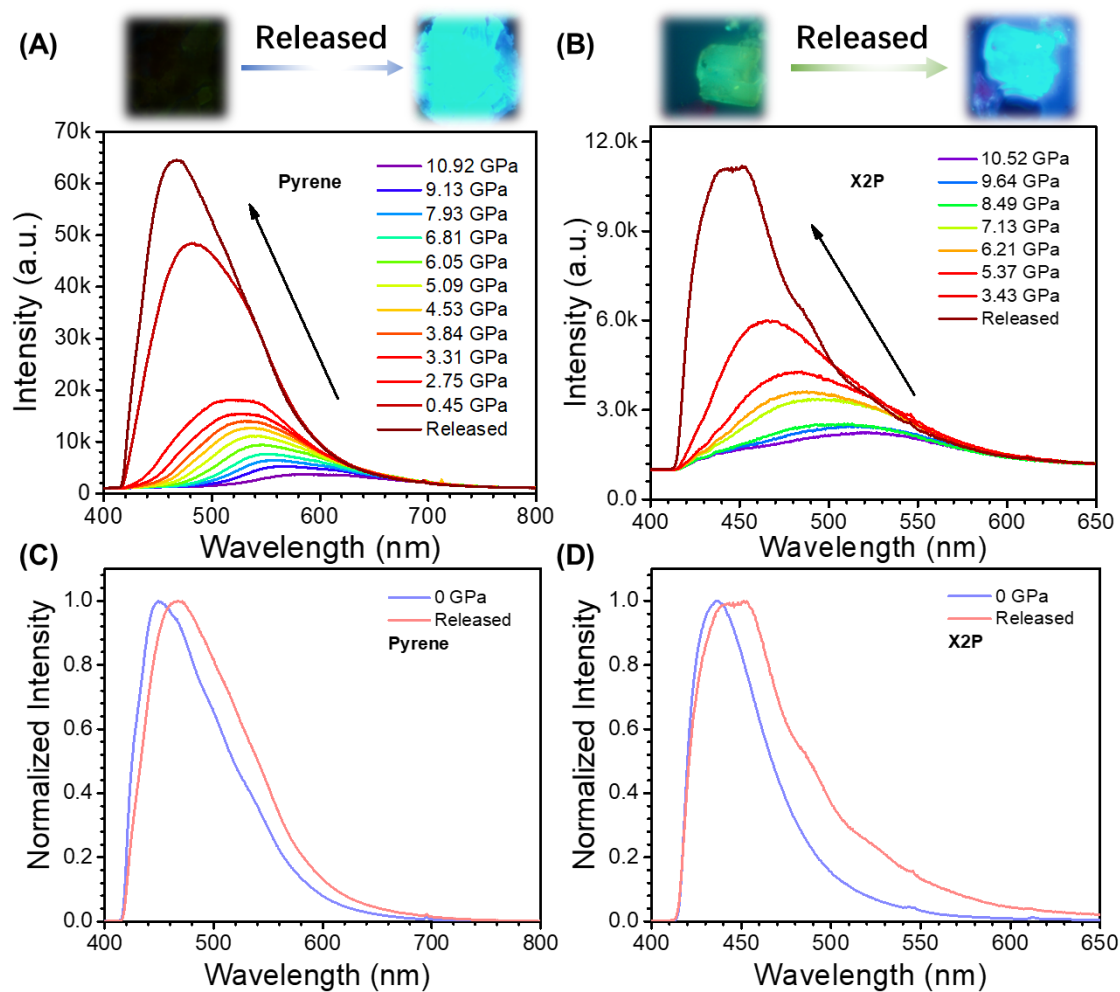 (A)
Released
(B)
Released
70k
60k
50k
40k
30k
20k
10k
0
Intensity (a.u.)
Pyrene
10.92 GPa
9.13 GPa
7.93 GPa
6.81 GPa
6.05 GPa
5.09 GPa
4.53 GPa
3.84 GPa
3.31 GPa
2.75 GPa
0.45 GPa
Released
400 500 600 700 800
Wavelength (nm)
12.0k
9.0k
6.0k
3.0k
0.0
Intensity (a.u.)
X2P
10.52 GPa
9.64 GPa
8.49 GPa
7.13 GPa
6.21 GPa
5.37 GPa
3.43 GPa
Released
400 450 500 550 600 650
Wavelength (nm)
(C)
1.0
0.8
0.6
0.4
0.2
0.0
Normalized Intensity
0 GPa
Released
Pyrene
400 500 600 700 800
Wavelength (nm)
(D)
1.0
0.8
0.6
0.4
0.2
0.0
Normalized Intensity
0 GPa
Released
X2P
400 450 500 550 600 650
Wavelength (nm)